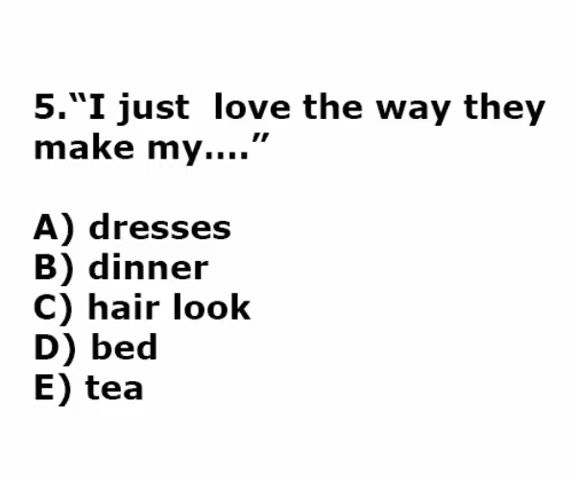 5.“I just  love the way they
make my....”
A) dresses
B) dinner
C) hair look
D) bed
E) tea